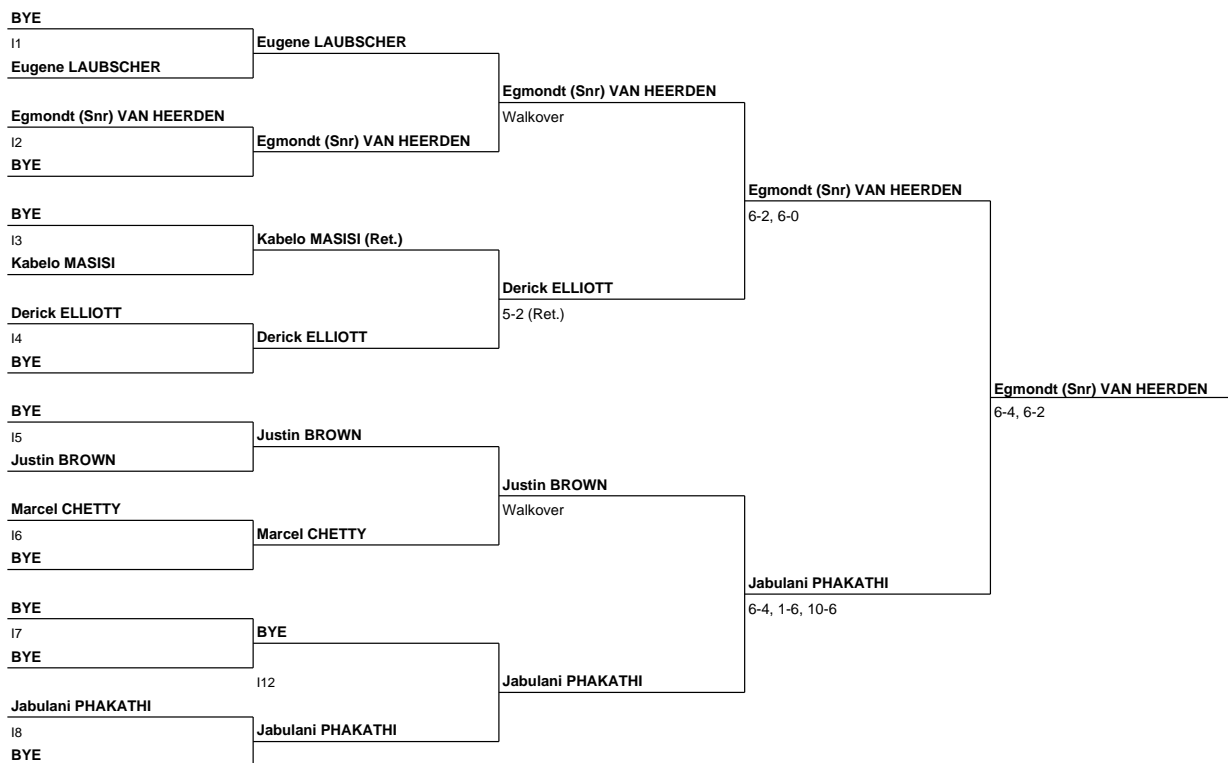 BYE
I1
Eugene LAUBSCHER
Egmondt (Snr) VAN HEERDEN
I2
BYE
BYE
I3
Kabelo MASISI
Derick ELLIOTT
I4
BYE
BYE
I5
Justin BROWN
Marcel CHETTY
I6
BYE
BYE
I7
BYE
Jabulani PHAKATHI
I8
BYE
Eugene LAUBSCHER
Egmondt (Snr) VAN HEERDEN
Kabelo MASISI (Ret.)
Derick ELLIOTT
Justin BROWN
Marcel CHETTY
BYE
I12
Jabulani PHAKATHI
Egmondt (Snr) VAN HEERDEN
Walkover
Derick ELLIOTT
5-2 (Ret.)
Justin BROWN
Walkover
Jabulani PHAKATHI
Egmondt (Snr) VAN HEERDEN
6-2, 6-0
Jabulani PHAKATHI
6-4, 1-6, 10-6
Egmondt (Snr) VAN HEERDEN
6-4, 6-2